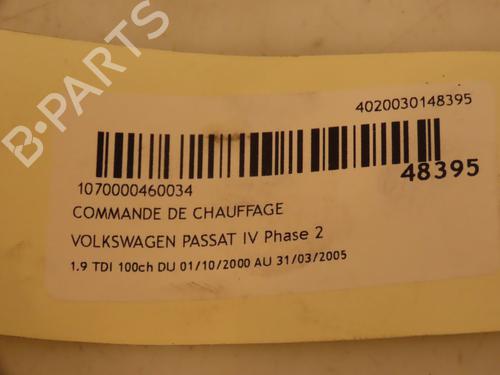 4020030148395
48395
1070000460034
COMMANDE DE CHAUFFAGE
VOLKSWAGEN PASSAT IV Phase 2
1.9 TDI 100ch DU 01/10/2000 AU 31/03/2005
B-PARTS